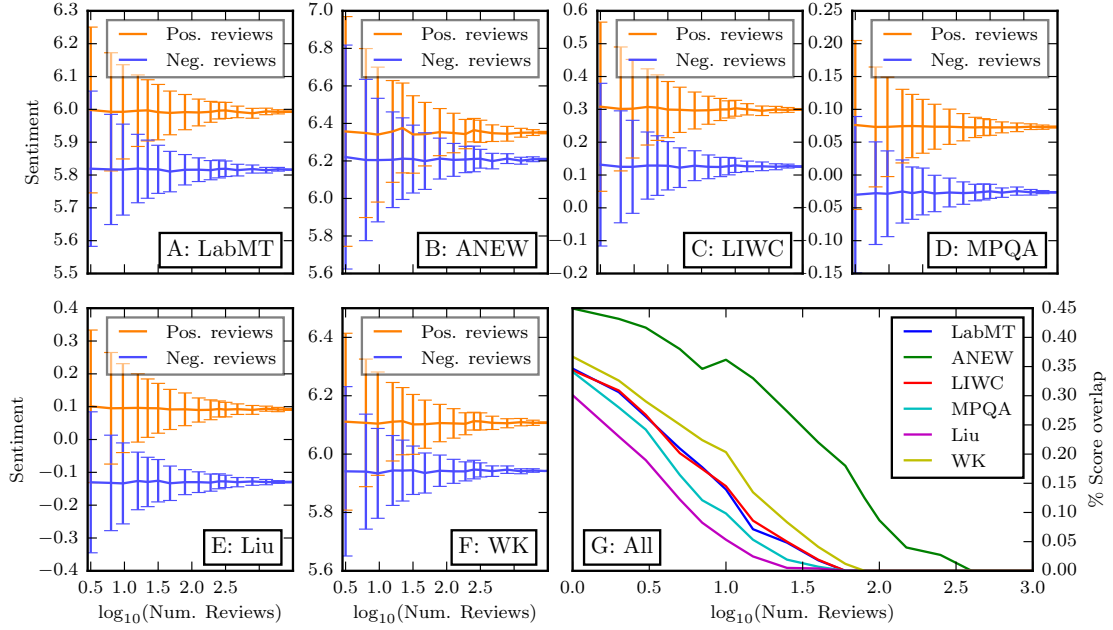 6.3
6.2
6.1
6.0
5.9
5.8
5.7
5.6
5.5
Sentiment
Pos. reviews
Neg. reviews
A: LabMT
7.0
6.8
6.6
6.4
6.2
6.0
5.8
5.6
Pos. reviews
Neg. reviews
B: ANEW
0.6
0.5
0.4
0.3
0.2
0.1
0.0
−0.1
−0.2
Pos. reviews
Neg. reviews
C: LIWC
0.25
0.20
0.15
0.10
0.05
0.00
0.05
0.10
0.15
Pos. reviews
Neg. reviews
D: MPQA
0.4
0.3
0.2
0.1
0.0
−0.1
−0.2
−0.3
−0.4
Sentiment
Pos. reviews
Neg. reviews
E: Liu
0.5 1.0 1.5 2.0 2.5
log10(Num. Reviews)
6.4
6.2
6.0
5.8
5.6
Pos. reviews
Neg. reviews
F: WK
0.5 1.0 1.5 2.0 2.5
log10(Num. Reviews)
LabMT
ANEW
LIWC
MPQA
Liu
WK
G: All
0.45
0.40
0.35
0.30
0.25
0.20
0.15
0.10
0.05
0.00
% Score overlap
0.0 0.5 1.0 1.5 2.0 2.5 3.0
log10(Num. Reviews)